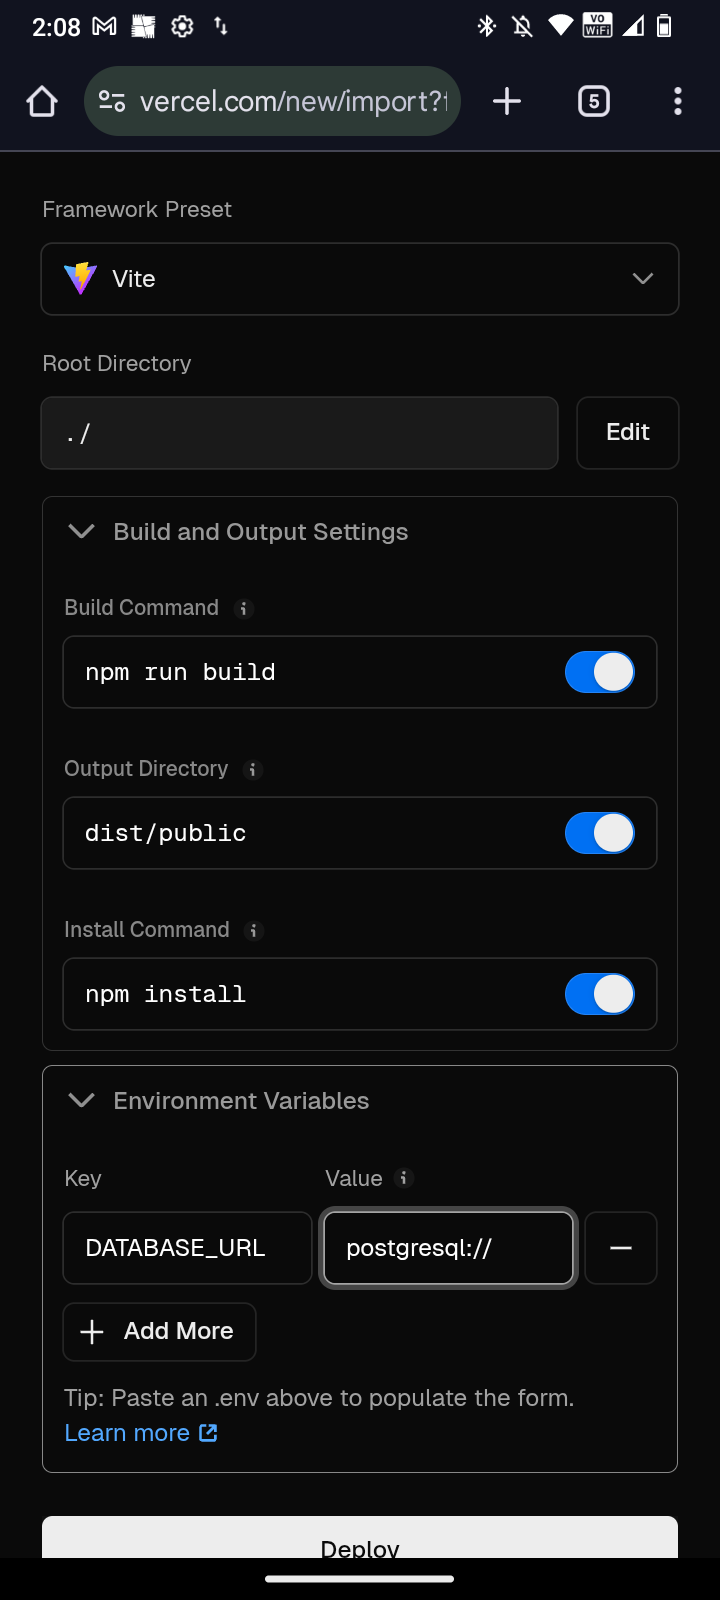 2:08
VO
WiFi
vercel.com/new/import?
5
Framework Preset
Vite
Root Directory
./
Edit
Build and Output Settings
Build Command
npm run build
Output Directory
dist/public
Install Command
npm install
Environment Variables
Key
Value
DATABASE_URL
postgresql://
Add More
Tip: Paste an .env above to populate the form.
Learn more
Deploy